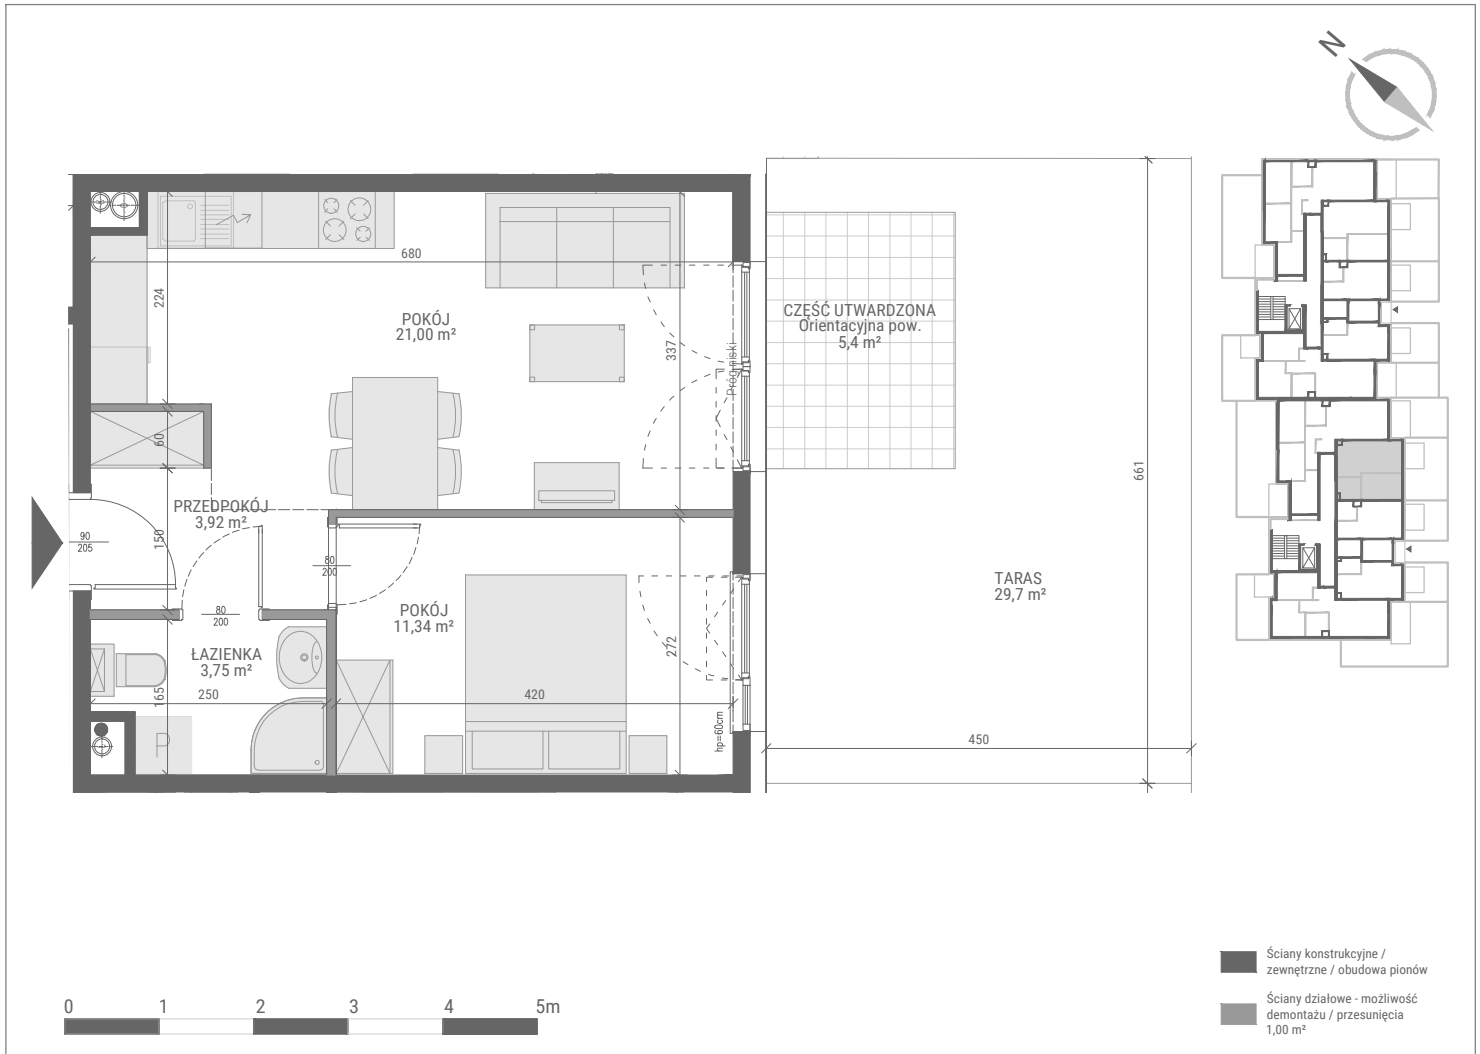 N
680
224
POKÓJ
21,00 m²
337
Próg niski
CZĘŚĆ UTWARDZONA
Orientacyjna pow.
5,4 m²
60
661
PRZEDPOKÓJ
3,92 m²
150
90
205
80
200
80
200
POKÓJ
11,34 m²
TARAS
29,7 m²
272
ŁAZIENKA
3,75 m²
165
250
420
hp=60cm
P
450
0 1 2 3 4 5m
Ściany konstrukcyjne /
zewnętrzne / obudowa pionów
Ściany działowe - możliwość
demontażu / przesunięcia
1,00 m²